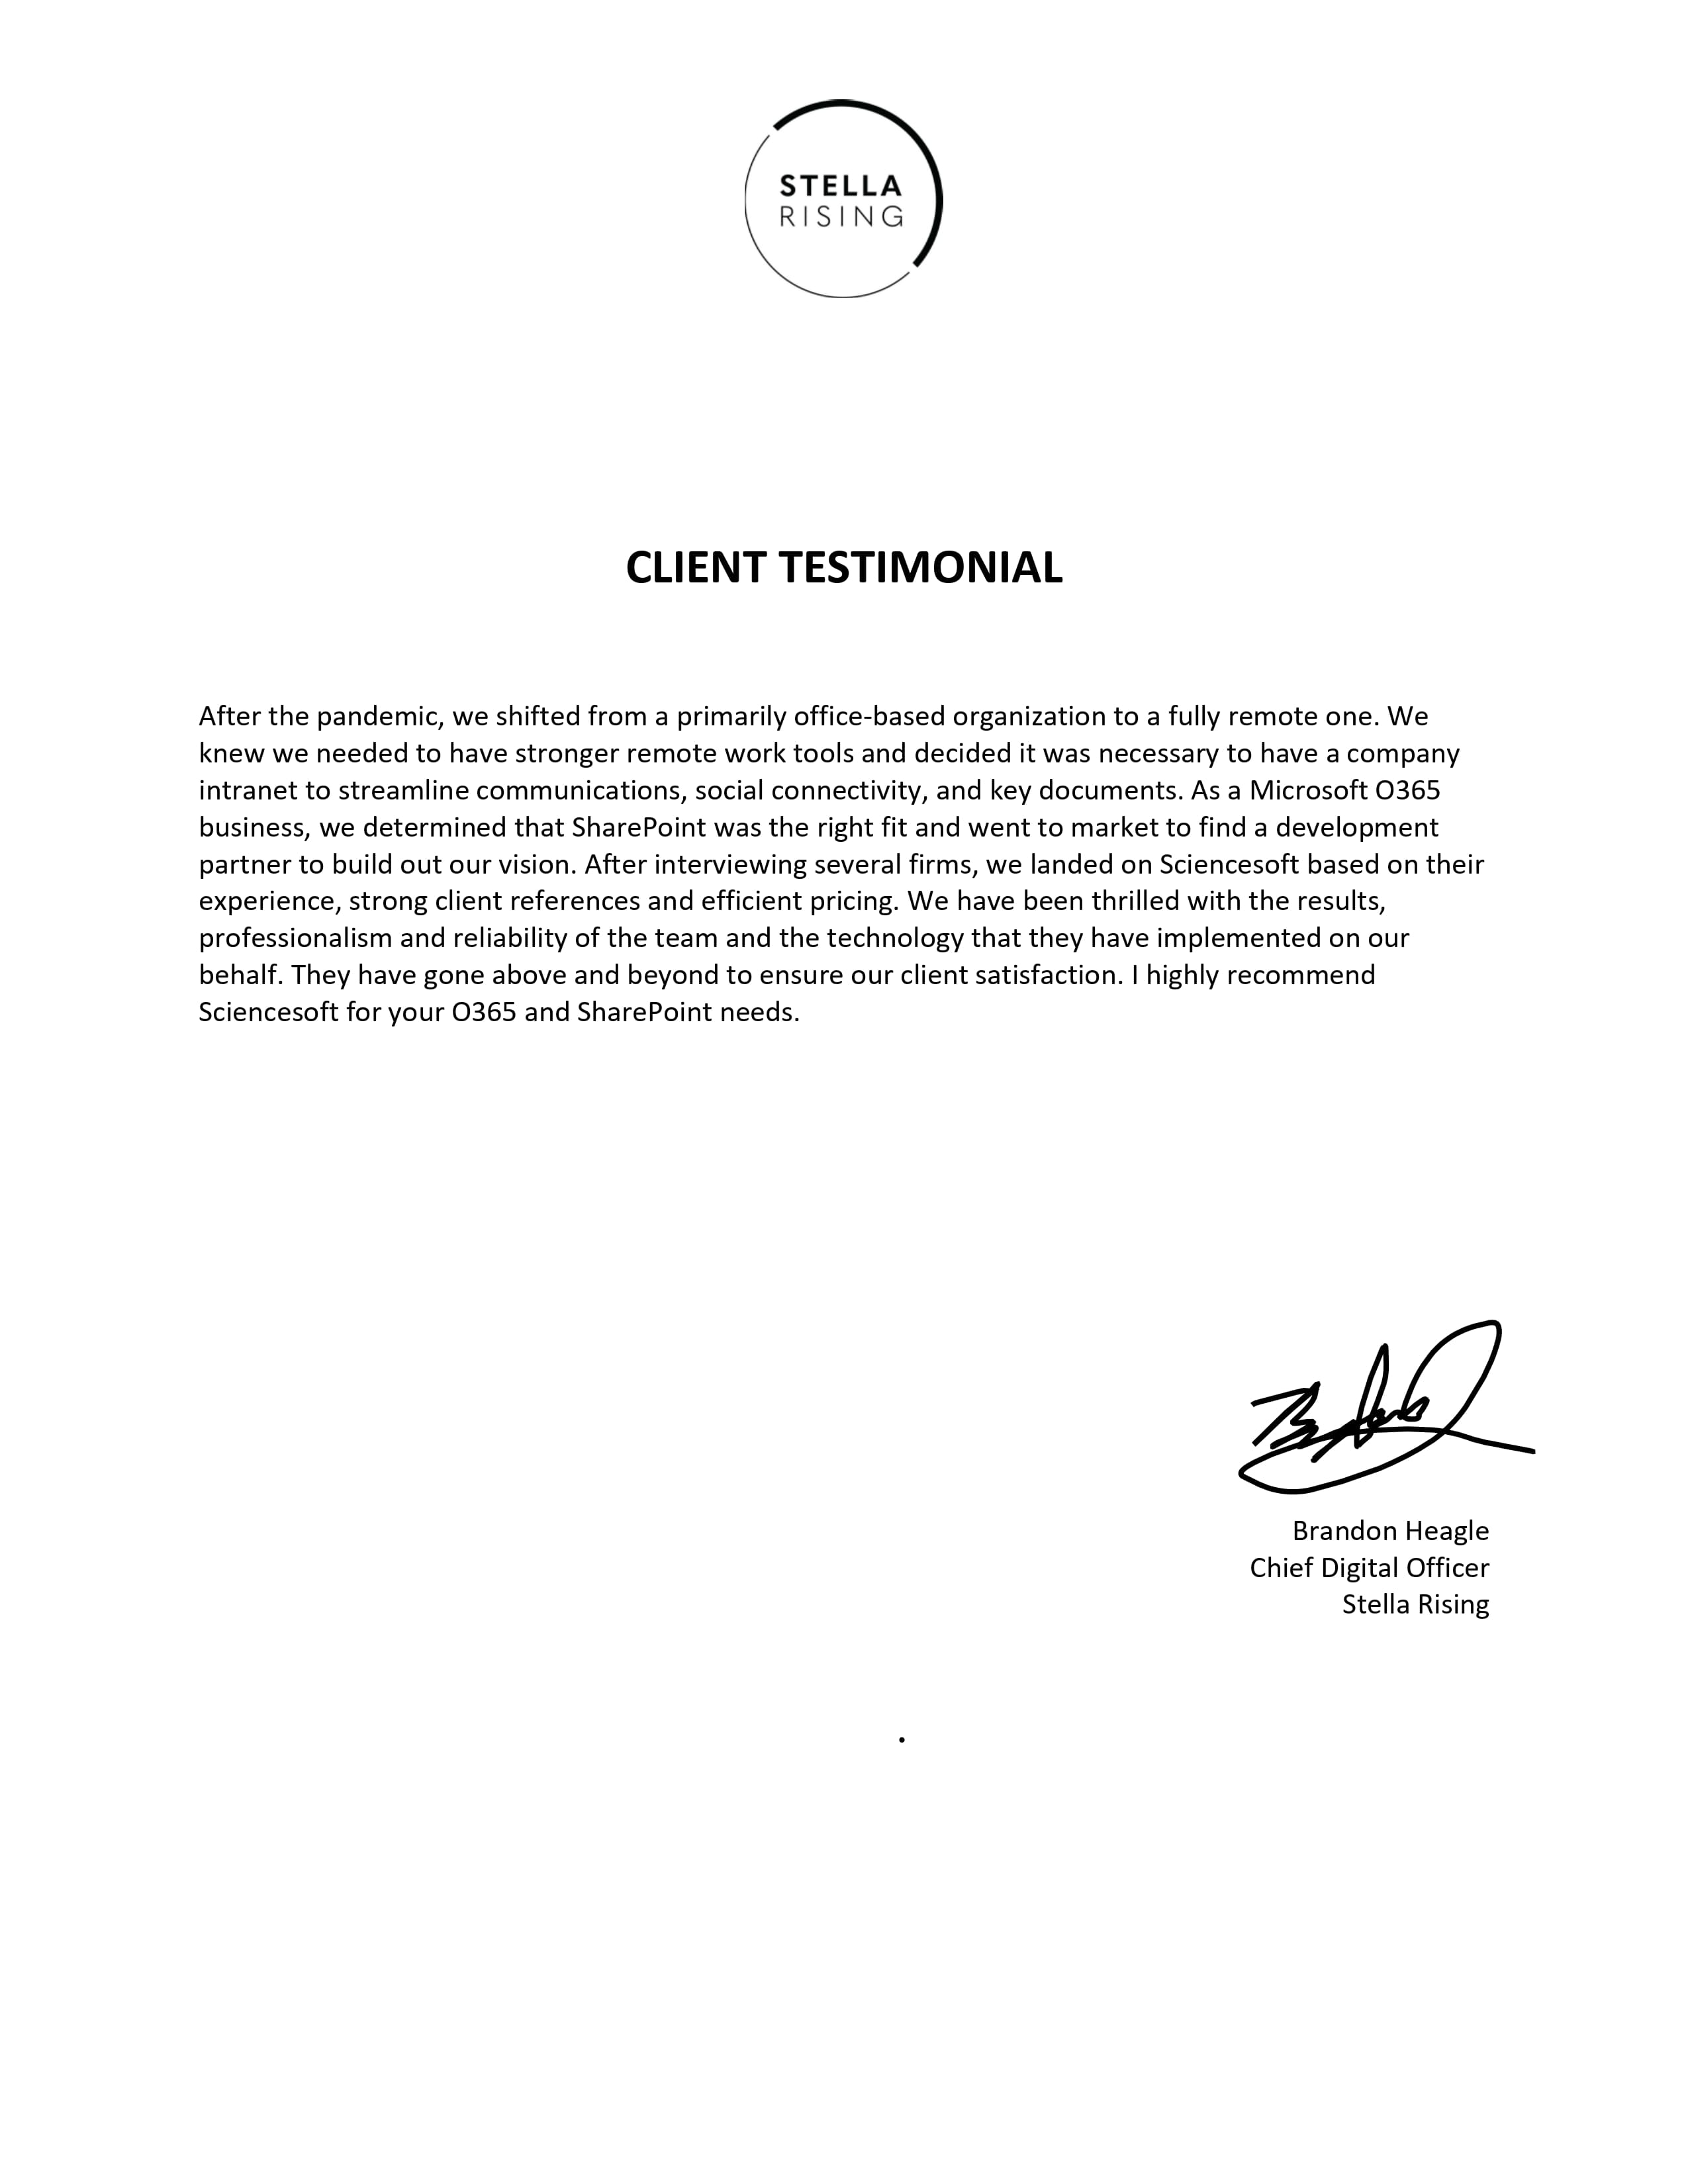 STELLA
RISING
CLIENT TESTIMONIAL
After the pandemic, we shifted from a primarily office-based organization to a fully remote one. We
knew we needed to have stronger remote work tools and decided it was necessary to have a company
intranet to streamline communications, social connectivity, and key documents. As a Microsoft O365
business, we determined that SharePoint was the right fit and went to market to find a development
partner to build out our vision. After interviewing several firms, we landed on Sciencesoft based on their
experience, strong client references and efficient pricing. We have been thrilled with the results,
professionalism and reliability of the team and the technology that they have implemented on our
behalf. They have gone above and beyond to ensure our client satisfaction. I highly recommend
Sciencesoft for your O365 and SharePoint needs.
Brandon Heagle
Chief Digital Officer
Stella Rising
.